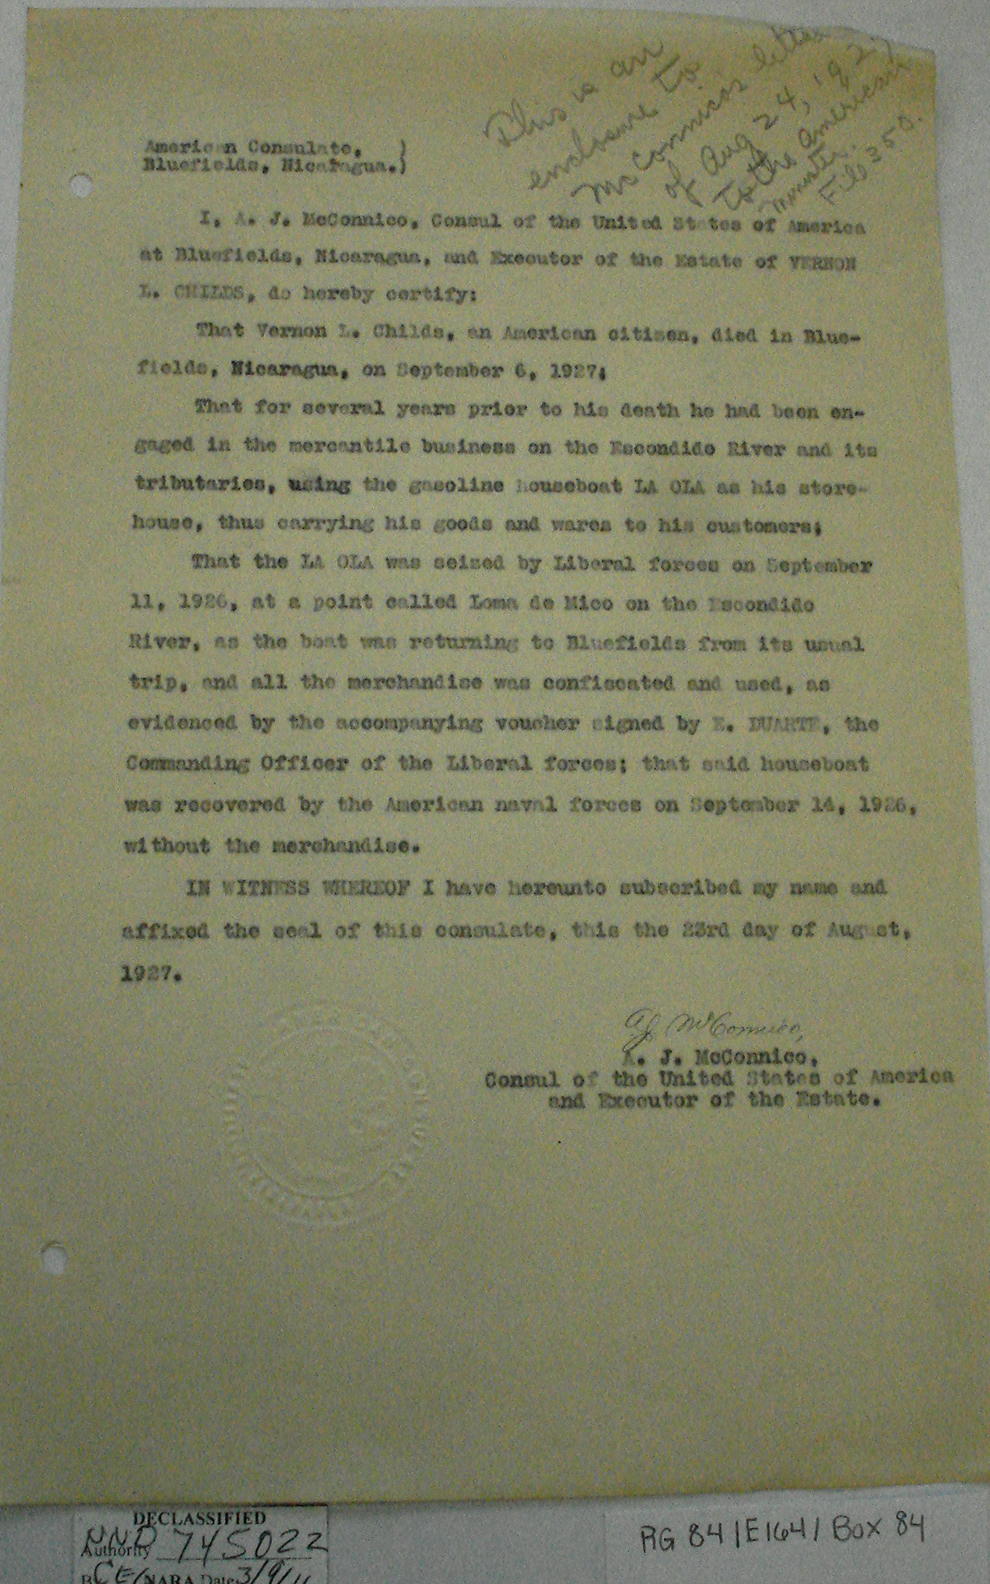 This is an
enclosure to
McConnico's letter
of Aug 24, '27
to the American
Minister.
File 350.
American Consulate, )
Bluefields, Nicaragua.)
I, A. J. McConnico, Consul of the United States of America
at Bluefields, Nicaragua, and Executor of the Estate of VERNON
L. CHILDS, do hereby certify:
That Vernon L. Childs, an American citizen, died in Blue-
fields, Nicaragua, on September 6, 1927;
That for several years prior to his death he had been en-
gaged in the mercantile business on the Escondido River and its
tributaries, using the gasoline houseboat LA OLA as his store-
house, thus carrying his goods and wares to his customers;
That the LA OLA was seized by Liberal forces on September
11, 1926, at a point called Loma de Mico on the Escondido
River, as the boat was returning to Bluefields from its usual
trip, and all the merchandise was confiscated and used, as
evidenced by the accompanying voucher signed by E. DUARTE, the
Commanding Officer of the Liberal forces; that said houseboat
was recovered by the American naval forces on September 14, 1926,
without the merchandise.
IN WITNESS WHEREOF I have hereunto subscribed my name and
affixed the seal of this consulate, this the 23rd day of August,
1927.
A J McConnico,
A. J. McConnico,
Consul of the United States of America
and Executor of the Estate.
DECLASSIFIED
Authority NND 745022
By CE/NARA Date 3/9/11
RG 84/E164/Box 84